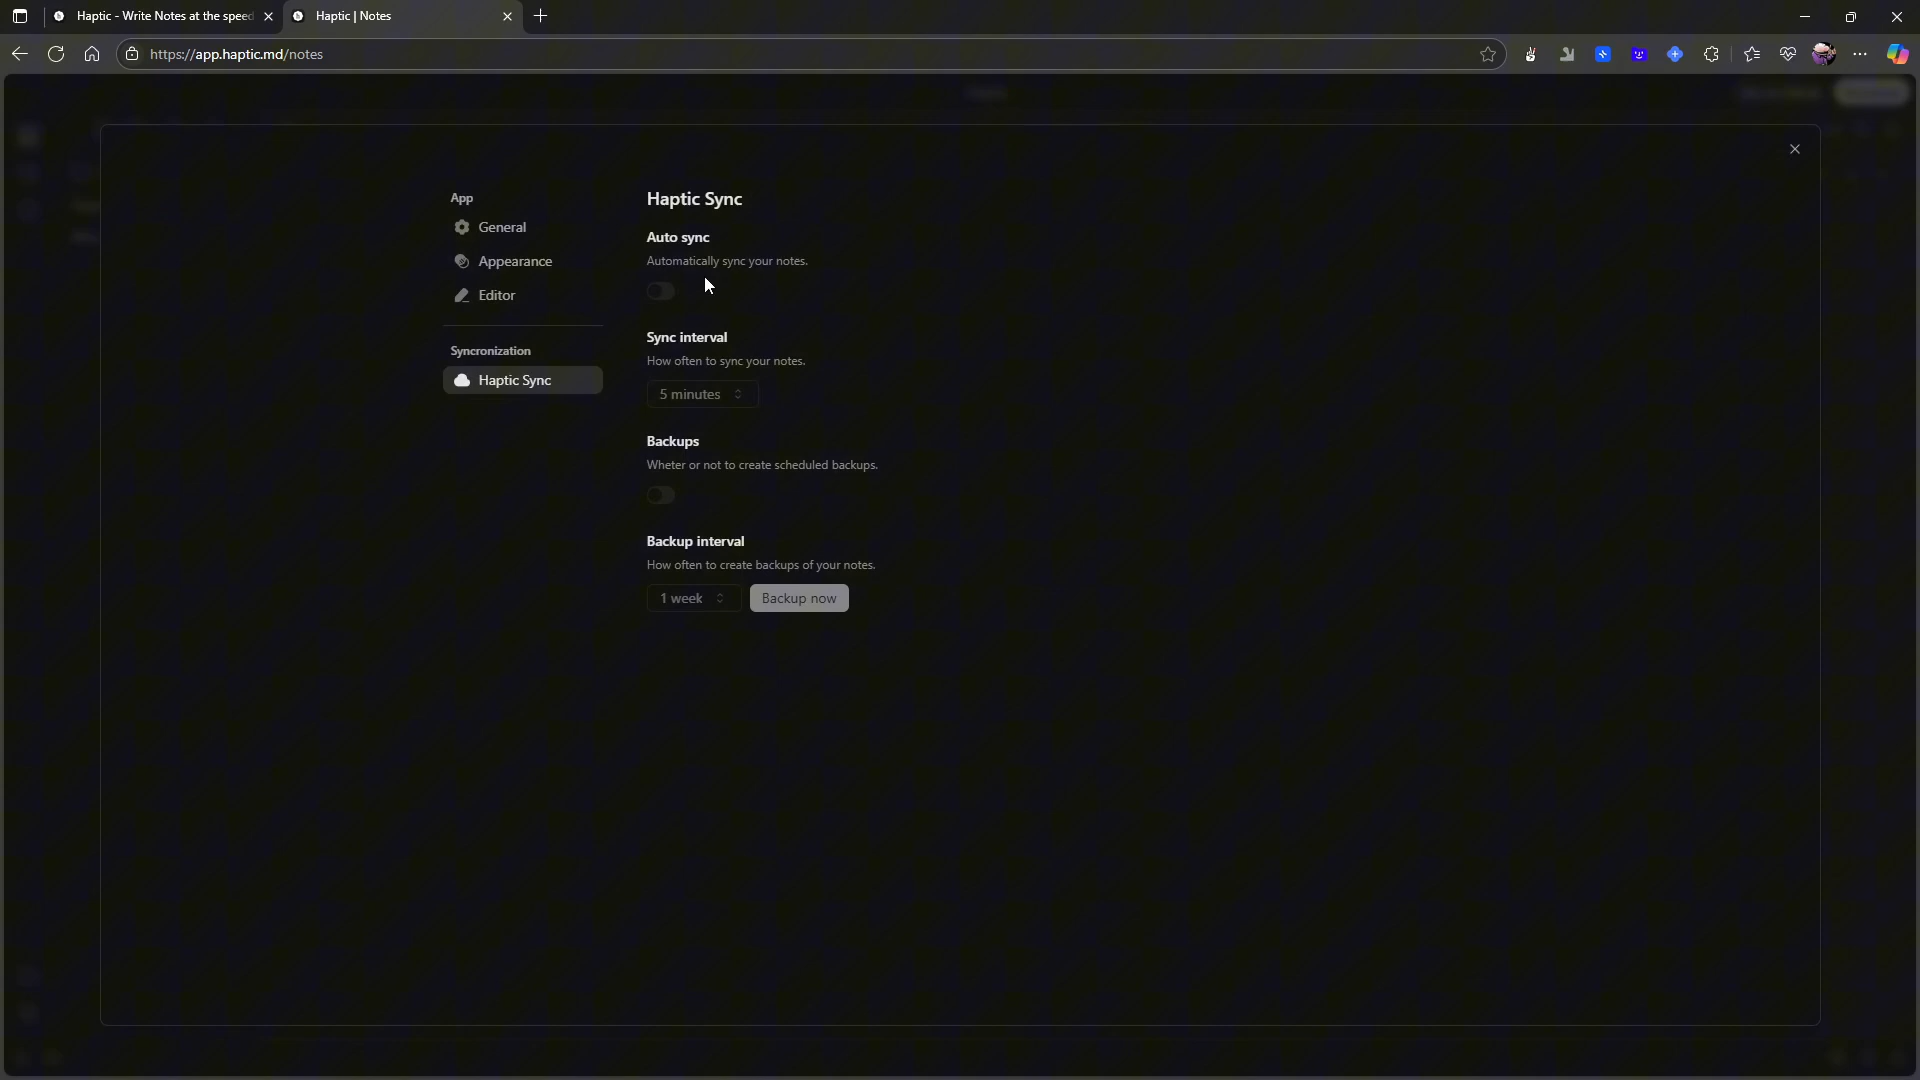 Haptic - Write Notes at the speed
Haptic | Notes
https://app.haptic.md/notes
App
General
Appearance
Editor
Syncronization
Haptic Sync
Haptic Sync
Auto sync
Automatically sync your notes.
Sync interval
How often to sync your notes.
5 minutes
Backups
Wheter or not to create scheduled backups.
Backup interval
How often to create backups of your notes.
1 week
Backup now